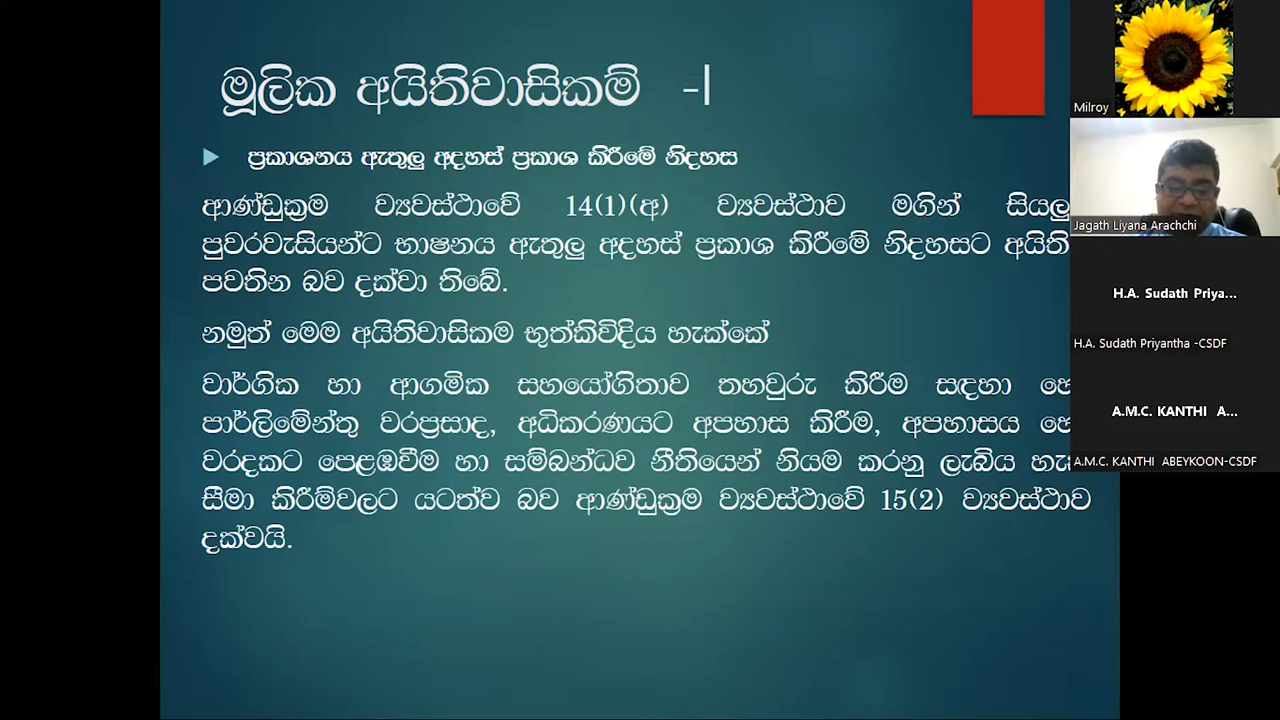 මූලික අයිතිවාසිකම් -I
ප්‍රකාශනය ඇතුලු අදහස් ප්‍රකාශ කිරීමේ නිදහස
ආණ්ඩුක්‍රම ව්‍යවස්ථාවේ 14(1)(අ) ව්‍යවස්ථාව මගින් සියලු
පුවරවැසියන්ට භාෂනය ඇතුලු අදහස් ප්‍රකාශ කිරීමේ නිදහසට අයිති
පවතින බව දක්වා තිබේ.
නමුත් මෙම අයිතිවාසිකම භුත්කිවිදිය හැක්කේ
වාර්ගික හා ආගමික සහයෝගිතාව තහවුරු කිරීම සඳහා
පාර්ලිමේන්තු වරප්‍රසාද, අධිකරණයට අපහාස කිරීම, අපහාසය
වරදකට පෙළඹවීම හා සම්බන්ධව නීතියෙන් නියම කරනු ලැබිය
සීමා කිරීම්වලට යටත්ව බව ආණ්ඩුක්‍රම ව්‍යවස්ථාවේ 15(2) ව්‍යවස්ථාව
දක්වයි.
Milroy
Jagath Liyana Arachchi
H.A. Sudath Priya...
H.A. Sudath Priyantha -CSDF
A.M.C. KANTHI A...
A.M.C. KANTHI ABEYKOON-CSDF